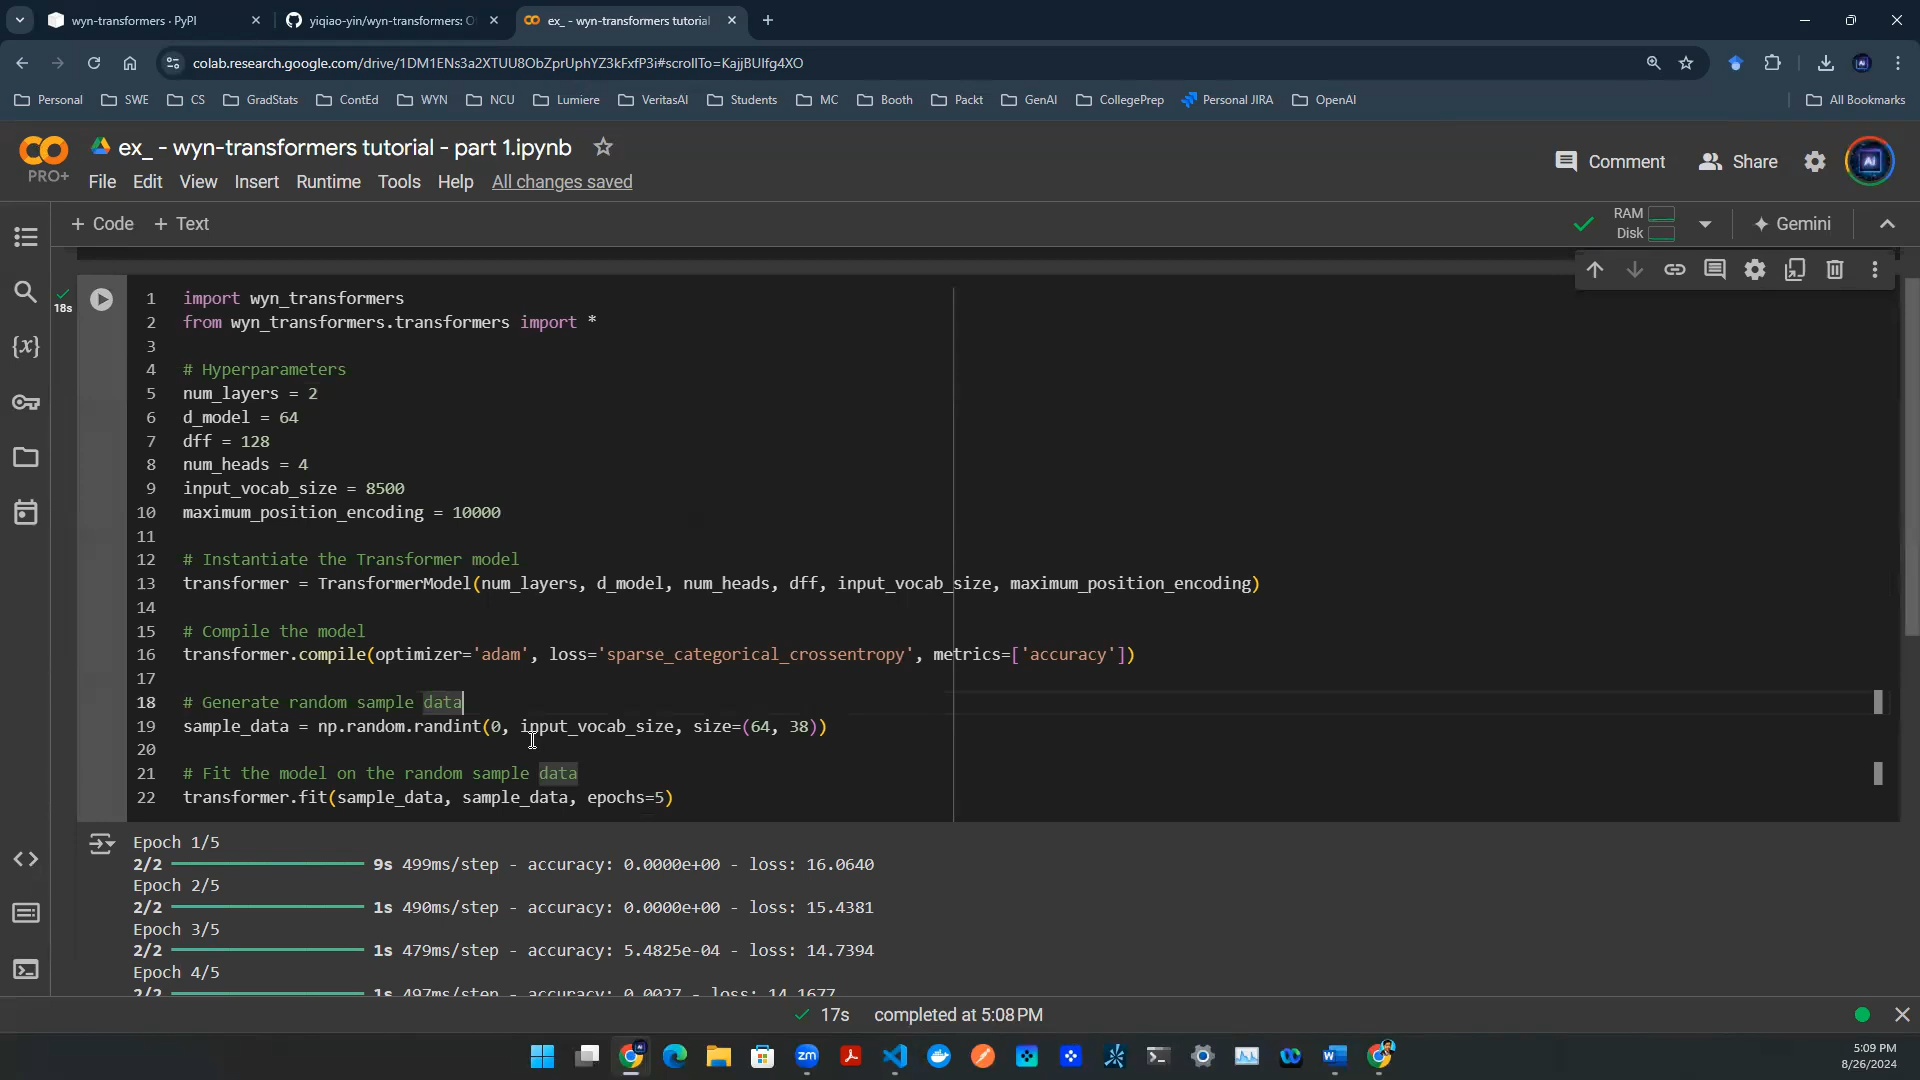 wyn-transformers · PyPI
yiqiao-yin/wyn-transformers: O
ex_ - wyn-transformers tutorial
colab.research.google.com/drive/1DM1ENs3a2XTUU8ObZprUphYZ3kFxfP3i#scrollTo=KajjBUIfg4XO
Personal SWE CS GradStats ContEd WYN NCU Lumiere VeritasAI Students MC Booth Packt GenAI CollegePrep Personal JIRA OpenAI All Bookmarks
ex_ - wyn-transformers tutorial - part 1.ipynb
PRO+
File Edit View Insert Runtime Tools Help All changes saved
Comment Share
+ Code + Text
RAM
Disk
Gemini
18s
1 import wyn_transformers
2 from wyn_transformers.transformers import *
3
4 # Hyperparameters
5 num_layers = 2
6 d_model = 64
7 dff = 128
8 num_heads = 4
9 input_vocab_size = 8500
10 maximum_position_encoding = 10000
11
12 # Instantiate the Transformer model
13 transformer = TransformerModel(num_layers, d_model, num_heads, dff, input_vocab_size, maximum_position_encoding)
14
15 # Compile the model
16 transformer.compile(optimizer='adam', loss='sparse_categorical_crossentropy', metrics=['accuracy'])
17
18 # Generate random sample data
19 sample_data = np.random.randint(0, input_vocab_size, size=(64, 38))
20
21 # Fit the model on the random sample data
22 transformer.fit(sample_data, sample_data, epochs=5)
Epoch 1/5
2/2 9s 499ms/step - accuracy: 0.0000e+00 - loss: 16.0640
Epoch 2/5
2/2 1s 490ms/step - accuracy: 0.0000e+00 - loss: 15.4381
Epoch 3/5
2/2 1s 479ms/step - accuracy: 5.4825e-04 - loss: 14.7394
Epoch 4/5
2/2 1s 497ms/step - accuracy: 0.0027 - loss: 14.1677
17s completed at 5:08 PM
5:09 PM
8/26/2024